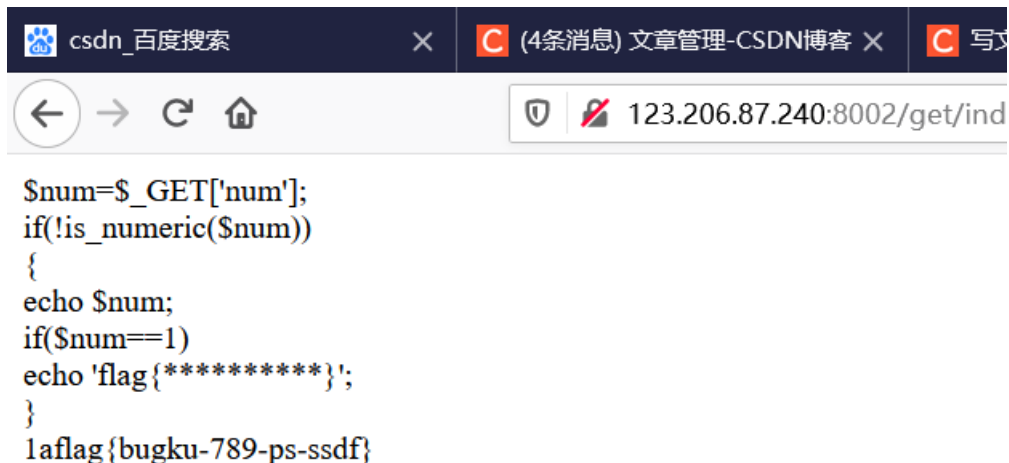 csdn_百度搜索
(4条消息) 文章管理-CSDN博客
写文
123.206.87.240:8002/get/ind
$num=$_GET['num'];
if(!is_numeric($num))
{
echo $num;
if($num==1)
echo 'flag{**********}';
}
1aflag{bugku-789-ps-ssdf}